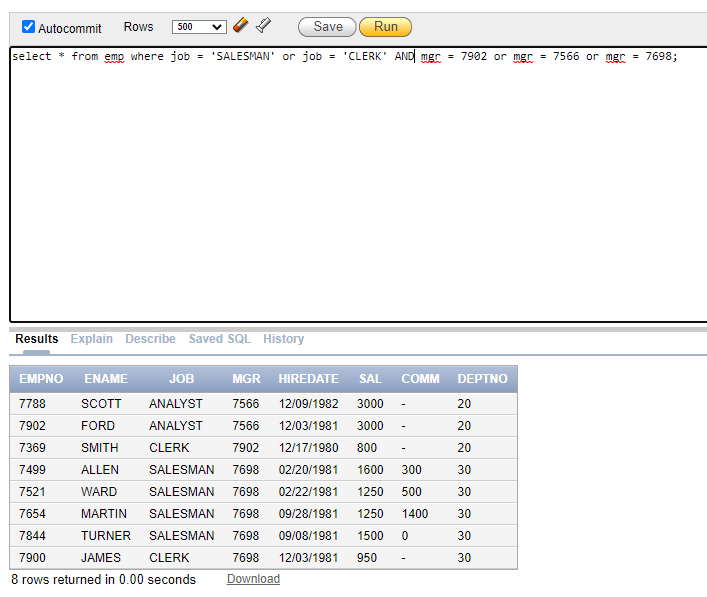 Autocommit Rows 500 Save Run
select * from emp where job = 'SALESMAN' or job = 'CLERK' AND mgr = 7902 or mgr = 7566 or mgr = 7698;
Results Explain Describe Saved SQL History
EMPNO ENAME JOB MGR HIREDATE SAL COMM DEPTNO
7788 SCOTT ANALYST 7566 12/09/1982 3000 - 20
7902 FORD ANALYST 7566 12/03/1981 3000 - 20
7369 SMITH CLERK 7902 12/17/1980 800 - 20
7499 ALLEN SALESMAN 7698 02/20/1981 1600 300 30
7521 WARD SALESMAN 7698 02/22/1981 1250 500 30
7654 MARTIN SALESMAN 7698 09/28/1981 1250 1400 30
7844 TURNER SALESMAN 7698 09/08/1981 1500 0 30
7900 JAMES CLERK 7698 12/03/1981 950 - 30
8 rows returned in 0.00 seconds Download